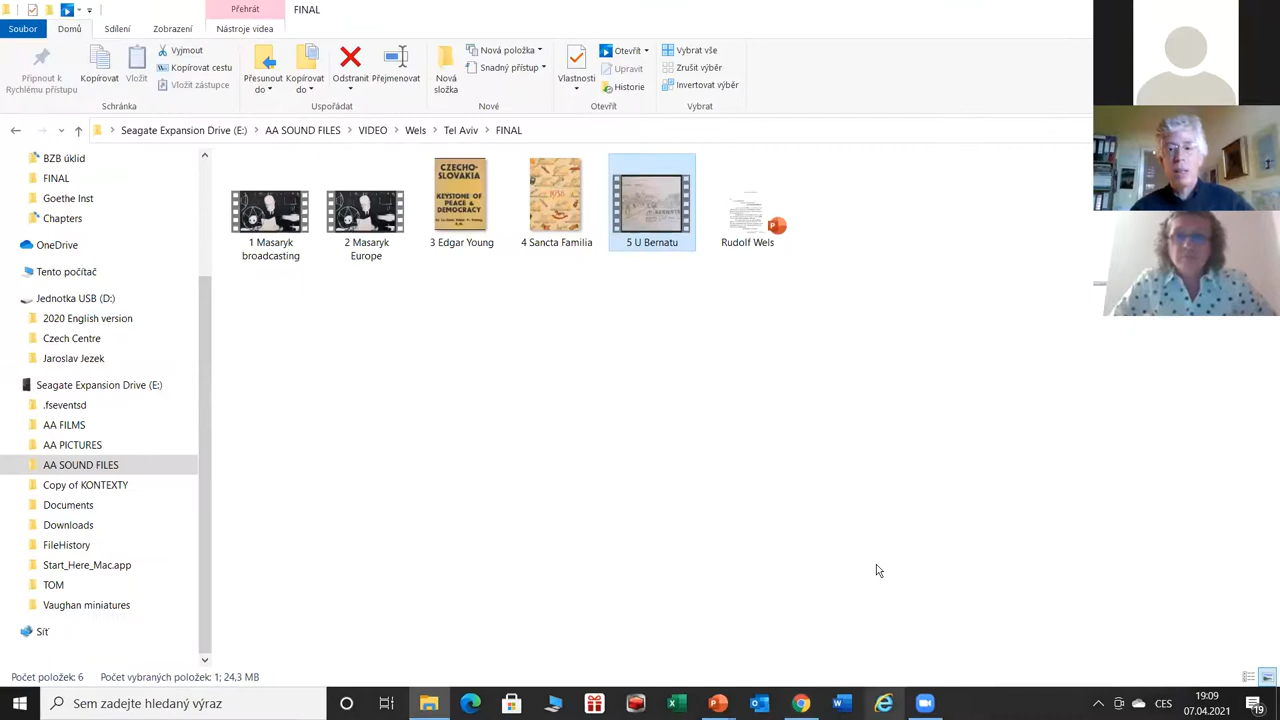 Přehrát
FINAL
Soubor
Domů
Sdílení
Zobrazení
Nástroje videa
Připnout k
Rychlému přístupu
Kopírovat
Vložit
Vyjmout
Kopírovat cestu
Vložit zástupce
Schránka
Přesunout
do
Kopírovat
do
Odstranit
Přejmenovat
Uspořádat
Nová
složka
Nová položka
Snadný přístup
Nové
Vlastnosti
Otevřít
Upravit
Historie
Otevřít
Vybrat vše
Zrušit výběr
Invertovat výběr
Vybrat
Seagate Expansion Drive (E:)
AA SOUND FILES
VIDEO
Wels
Tel Aviv
FINAL
BZB úklid
FINAL
Goethe Inst
Chapters
OneDrive
Tento počítač
Jednotka USB (D:)
2020 English version
Czech Centre
Jaroslav Jezek
Seagate Expansion Drive (E:)
.fseventsd
AA FILMS
AA PICTURES
AA SOUND FILES
Copy of KONTEXTY
Documents
Downloads
FileHistory
Start_Here_Mac.app
TOM
Vaughan miniatures
Síť
1 Masaryk
broadcasting
2 Masaryk
Europe
CZECHO-
SLOVAKIA
KEYSTONE OF
PEACE &
DEMOCRACY
3 Edgar Young
1938
4 Sancta Familia
U BERNATU
5 U Bernatu
Rudolf Wels
Počet položek: 6
Počet vybraných položek: 1; 24,3 MB
Sem zadejte hledaný výraz
CES
19:09
07.04.2021
19